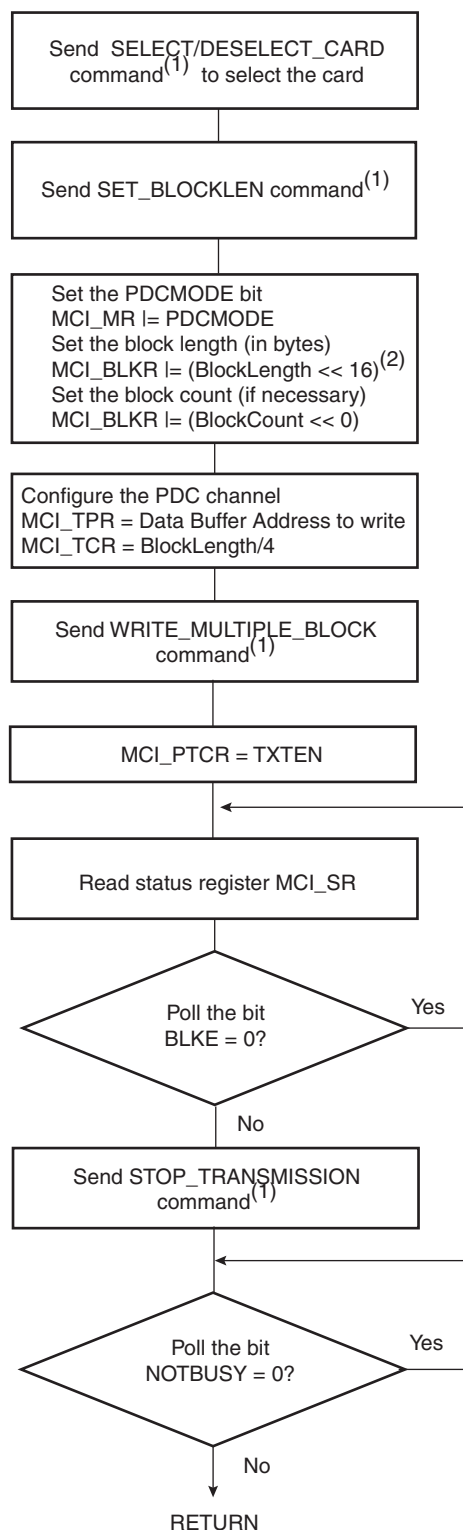 Send SELECT/DESELECT_CARD
command(1) to select the card
Send SET_BLOCKLEN command(1)
Set the PDCMODE bit
MCI_MR |= PDCMODE
Set the block length (in bytes)
MCI_BLKR |= (BlockLength << 16)(2)
Set the block count (if necessary)
MCI_BLKR |= (BlockCount << 0)
Configure the PDC channel
MCI_TPR = Data Buffer Address to write
MCI_TCR = BlockLength/4
Send WRITE_MULTIPLE_BLOCK
command(1)
MCI_PTCR = TXTEN
Read status register MCI_SR
Poll the bit
BLKE = 0?
Yes
No
Send STOP_TRANSMISSION
command(1)
Poll the bit
NOTBUSY = 0?
Yes
No
RETURN